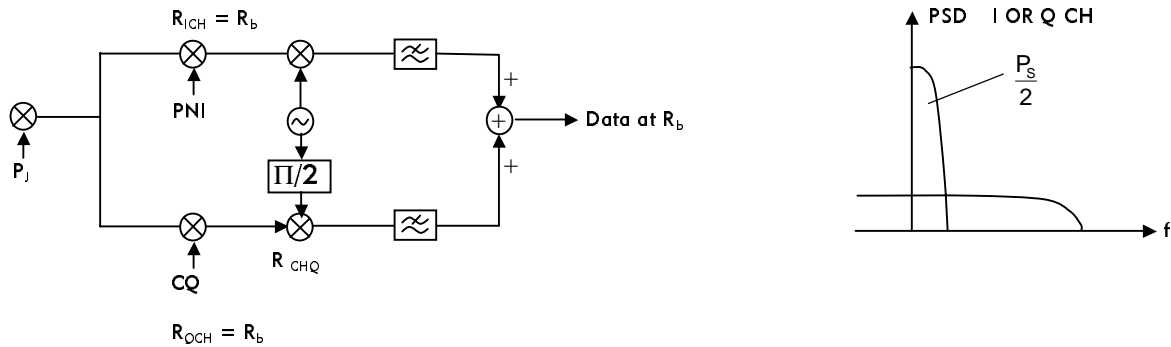 R_ICH = R_b
PNI
P_J
Π/2
CQ
R_CHQ
R_QCH = R_b
+
+
+
Data at R_b
PSD I OR Q CH
P_S
2
f